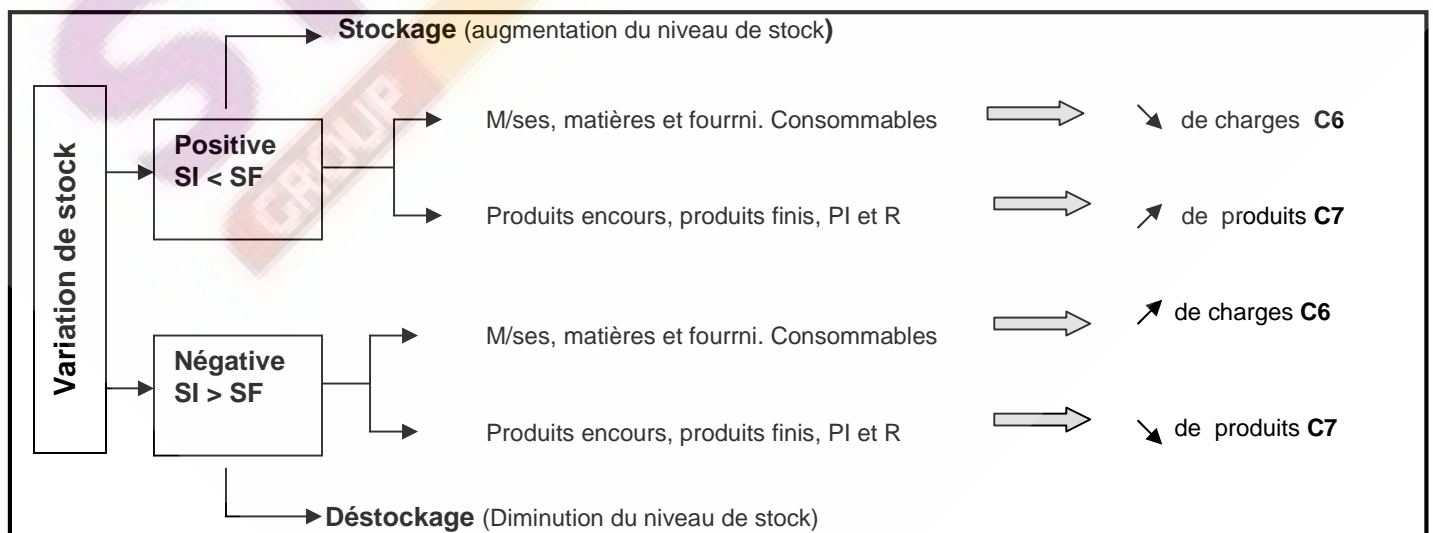 Stockage (augmentation du niveau de stock)
Variation de stock
Positive
SI < SF
M/ses, matières et fourrni. Consommables
de charges C6
Produits encours, produits finis, PI et R
de produits C7
Négative
SI > SF
M/ses, matières et fourrni. Consommables
de charges C6
Produits encours, produits finis, PI et R
de produits C7
Déstockage (Diminution du niveau de stock)
GROUP